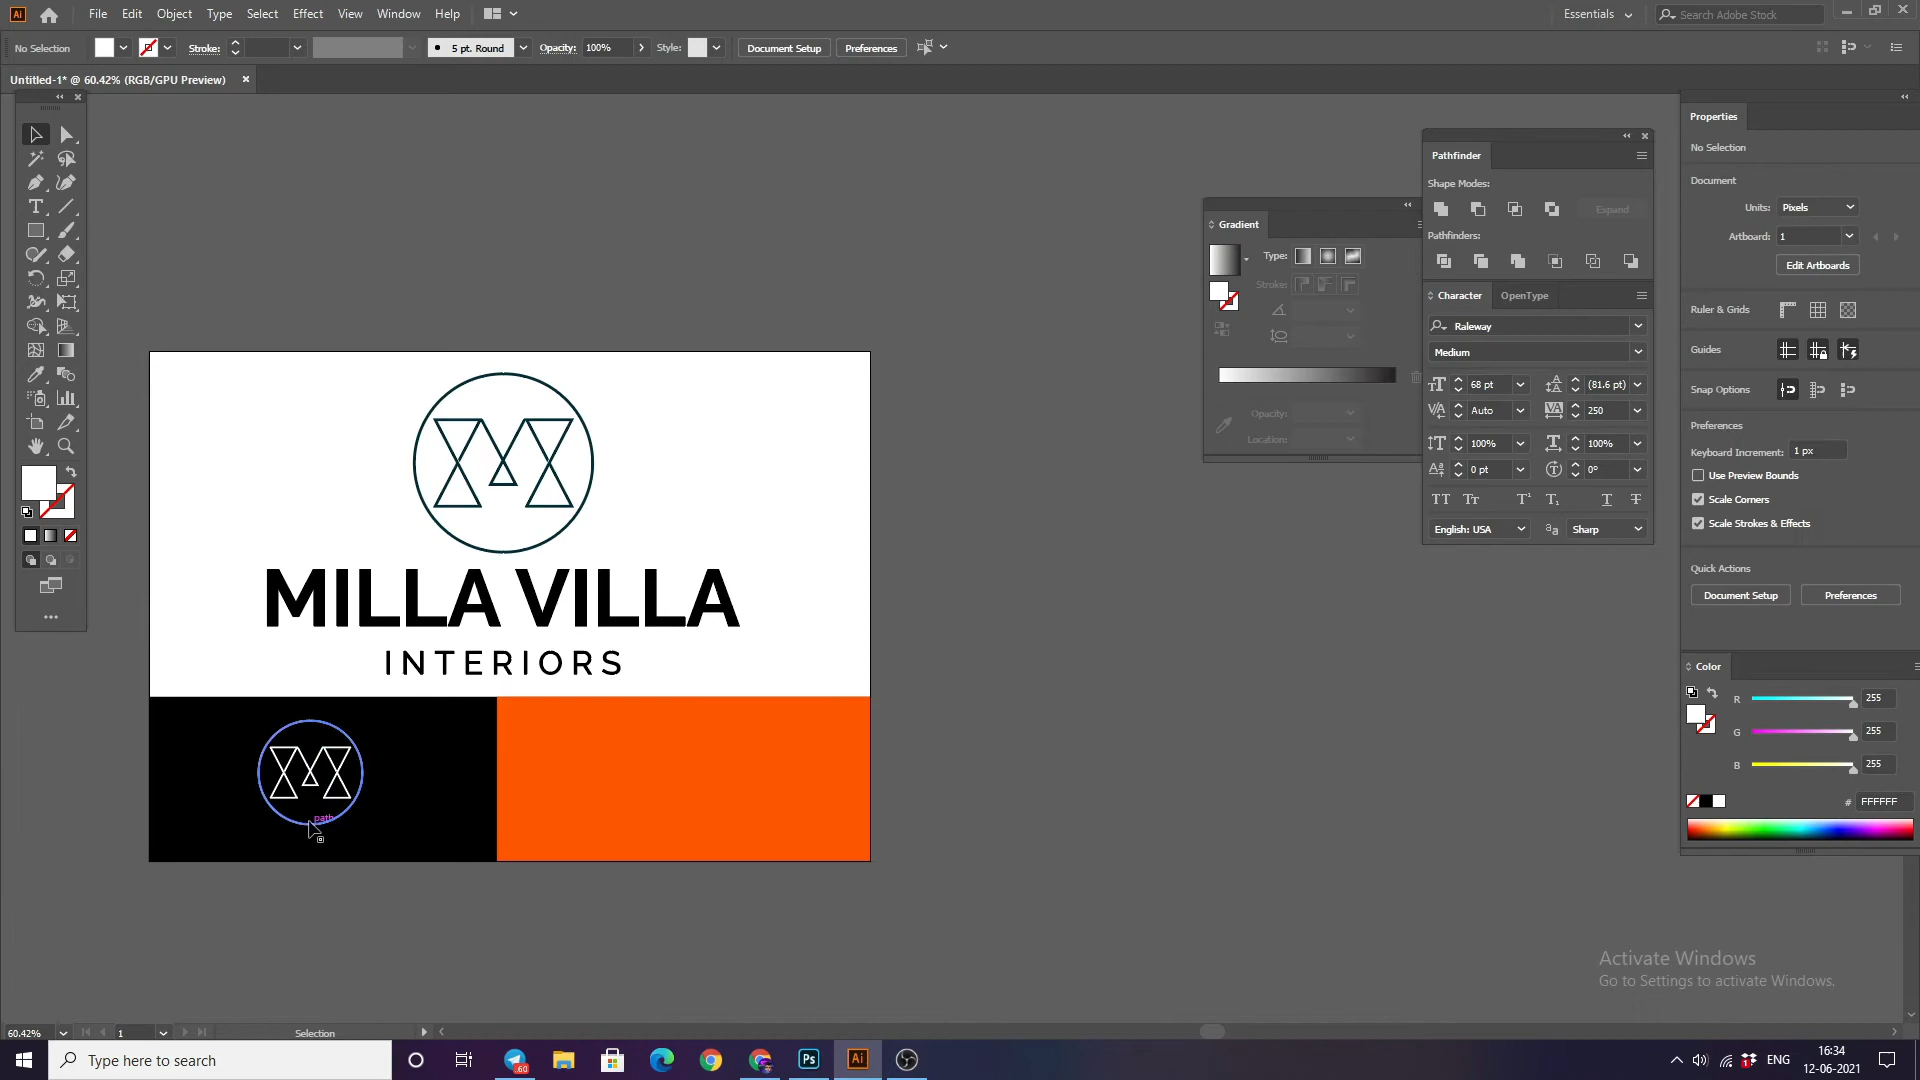 Ai File Edit Object Type Select Effect View Window Help Essentials Search Adobe Stock
No Selection Stroke: 5 pt. Round Opacity: 100% Style: Document Setup Preferences
Untitled-1* @ 60.42% (RGB/GPU Preview)
Properties
No Selection
Document
Units: Pixels
Artboard: 1
Edit Artboards
Ruler & Grids
Guides
Snap Options
Preferences
Keyboard Increment: 1 px
Use Preview Bounds
Scale Corners
Scale Strokes & Effects
Quick Actions
Document Setup Preferences
Pathfinder
Shape Modes:
Expand
Pathfinders:
Character OpenType
Raleway
Medium
68 pt (81.6 pt)
Auto 250
100% 100%
0 pt 0°
English: USA Sharp
Gradient
Type:
Stroke:
Opacity:
Location:
MILLA VILLA
INTERIORS
path
Color
R 255
G 255
B 255
# FFFFFF
Activate Windows
Go to Settings to activate Windows.
60.42% 1 Selection
Type here to search
.60
Ps
Ai
ENG
16:34
12-06-2021